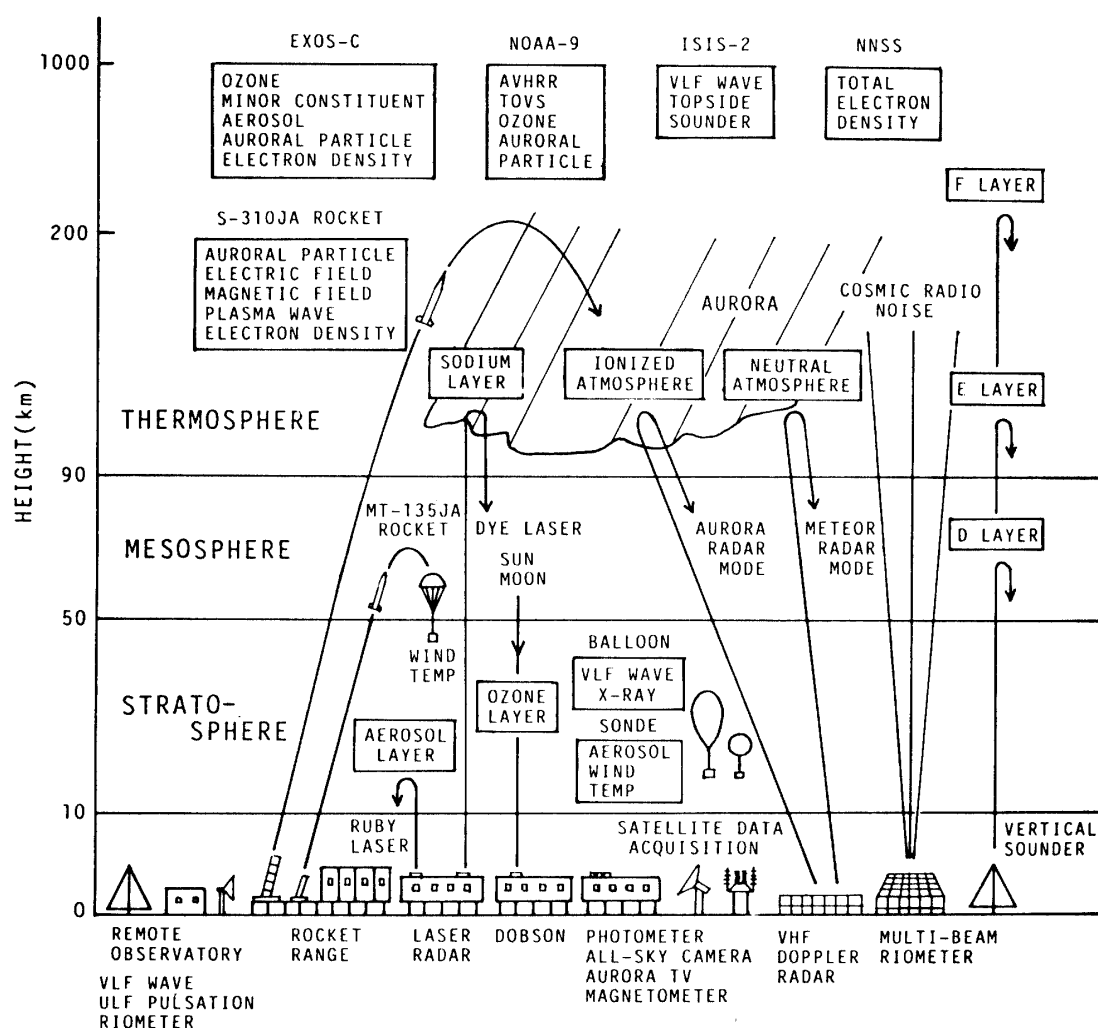 EXOS-C
OZONE
MINOR CONSTITUENT
AEROSOL
AURORAL PARTICLE
ELECTRON DENSITY
NOAA-9
AVHRR
TOVS
OZONE
AURORAL
PARTICLE
ISIS-2
VLF WAVE
TOPSIDE
SOUNDER
NNSS
TOTAL
ELECTRON
DENSITY
1000
200
90
50
10
0
HEIGHT(km)
S-310JA ROCKET
AURORAL PARTICLE
ELECTRIC FIELD
MAGNETIC FIELD
PLASMA WAVE
ELECTRON DENSITY
F LAYER
AURORA
COSMIC RADIO
NOISE
SODIUM
LAYER
IONIZED
ATMOSPHERE
NEUTRAL
ATMOSPHERE
E LAYER
THERMOSPHERE
MT-135JA
ROCKET
DYE LASER
SUN
MOON
AURORA
RADAR
MODE
METEOR
RADAR
MODE
D LAYER
MESOSPHERE
WIND
TEMP
BALLOON
VLF WAVE
X-RAY
SONDE
AEROSOL
WIND
TEMP
OZONE
LAYER
STRATO-
SPHERE
AEROSOL
LAYER
RUBY
LASER
SATELLITE DATA
ACQUISITION
VERTICAL
SOUNDER
REMOTE
OBSERVATORY
VLF WAVE
ULF PULSATION
RIOMETER
ROCKET
RANGE
LASER
RADAR
DOBSON
PHOTOMETER
ALL-SKY CAMERA
AURORA TV
MAGNETOMETER
VHF
DOPPLER
RADAR
MULTI-BEAM
RIOMETER